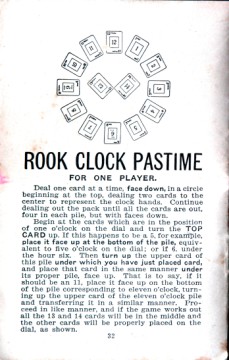 ROOK CLOCK PASTIME
FOR ONE PLAYER.
Deal one card at a time, face down, in a circle
beginning at the top, dealing two cards to the
center to represent the clock hands. Continue
dealing out the pack until all the cards are out,
four in each pile, but with faces down.
Begin at the cards which are in the position
of one o'clock on the dial and turn the TOP
CARD up. If this happens to be a 5, for example,
place it face up at the bottom of the pile, equiv-
alent to five o'clock on the dial; or if 6, under
the hour six. Then turn up the upper card of
this pile under which you have just placed card,
and place that card in the same manner under
its proper pile, face up. That is to say, if it
should be an 11, place it face up on the bottom
of the pile corresponding to eleven o'clock, turn-
ing up the upper card of the eleven o'clock pile
and transferring it in a similar manner. Pro-
ceed in like manner, and if the game works out
all the 13 and 14 cards will be in the middle and
the other cards will be properly placed on the
dial, as shown.
22